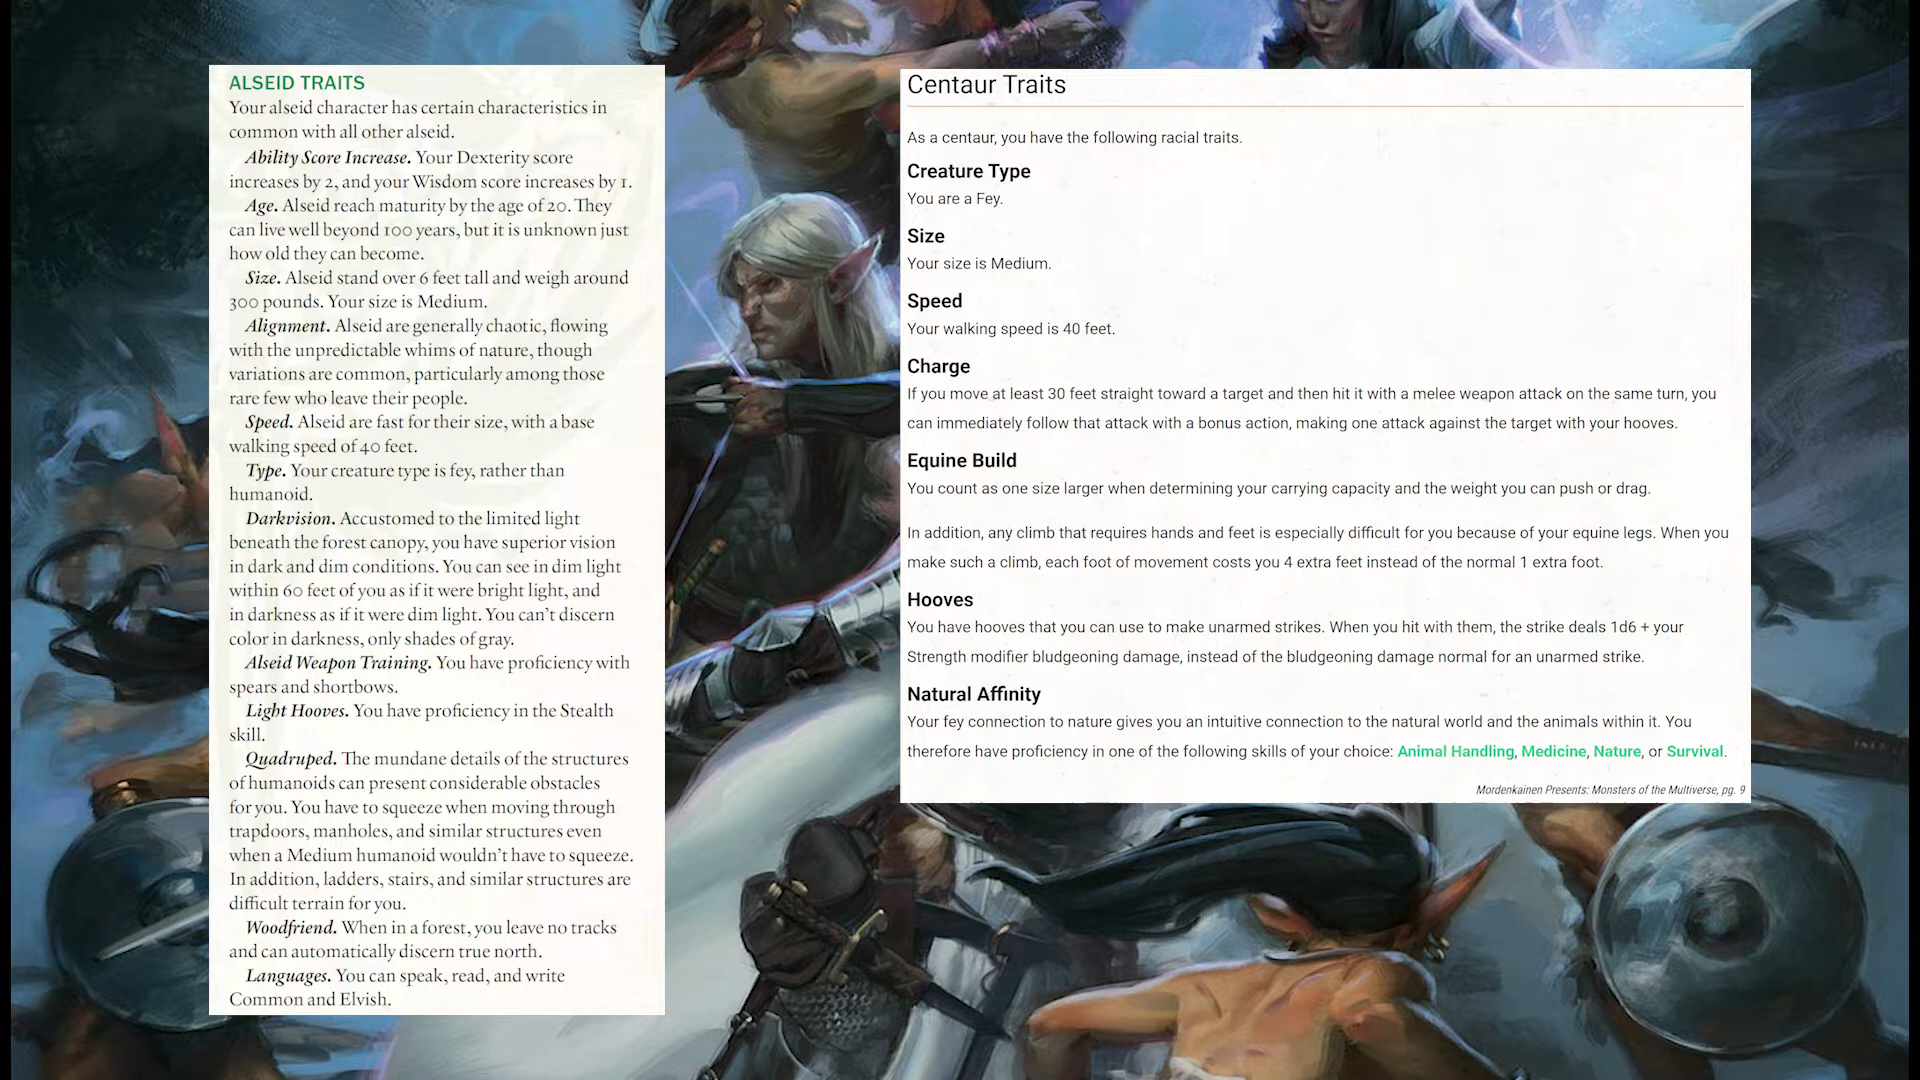 ALSEID TRAITS
Your alseid character has certain characteristics in
common with all other alseid.
Ability Score Increase. Your Dexterity score
increases by 2, and your Wisdom score increases by 1.
Age. Alseid reach maturity by the age of 20. They
can live well beyond 100 years, but it is unknown just
how old they can become.
Size. Alseid stand over 6 feet tall and weigh around
300 pounds. Your size is Medium.
Alignment. Alseid are generally chaotic, flowing
with the unpredictable whims of nature, though
variations are common, particularly among those
rare few who leave their people.
Speed. Alseid are fast for their size, with a base
walking speed of 40 feet.
Type. Your creature type is fey, rather than
humanoid.
Darkvision. Accustomed to the limited light
beneath the forest canopy, you have superior vision
in dark and dim conditions. You can see in dim light
within 60 feet of you as if it were bright light, and
in darkness as if it were dim light. You can't discern
color in darkness, only shades of gray.
Alseid Weapon Training. You have proficiency with
spears and shortbows.
Light Hooves. You have proficiency in the Stealth
skill.
Quadruped. The mundane details of the structures
of humanoids can present considerable obstacles
for you. You have to squeeze when moving through
trapdoors, manholes, and similar structures even
when a Medium humanoid wouldn't have to squeeze.
In addition, ladders, stairs, and similar structures are
difficult terrain for you.
Woodfriend. When in a forest, you leave no tracks
and can automatically discern true north.
Languages. You can speak, read, and write
Common and Elvish.
Centaur Traits
As a centaur, you have the following racial traits.
Creature Type
You are a Fey.
Size
Your size is Medium.
Speed
Your walking speed is 40 feet.
Charge
If you move at least 30 feet straight toward a target and then hit it with a melee weapon attack on the same turn, you
can immediately follow that attack with a bonus action, making one attack against the target with your hooves.
Equine Build
You count as one size larger when determining your carrying capacity and the weight you can push or drag.
In addition, any climb that requires hands and feet is especially difficult for you because of your equine legs. When you
make such a climb, each foot of movement costs you 4 extra feet instead of the normal 1 extra foot.
Hooves
You have hooves that you can use to make unarmed strikes. When you hit with them, the strike deals 1d6 + your
Strength modifier bludgeoning damage, instead of the bludgeoning damage normal for an unarmed strike.
Natural Affinity
Your fey connection to nature gives you an intuitive connection to the natural world and the animals within it. You
therefore have proficiency in one of the following skills of your choice: Animal Handling, Medicine, Nature, or Survival.
Mordenkainen Presents: Monsters of the Multiverse, pg. 9